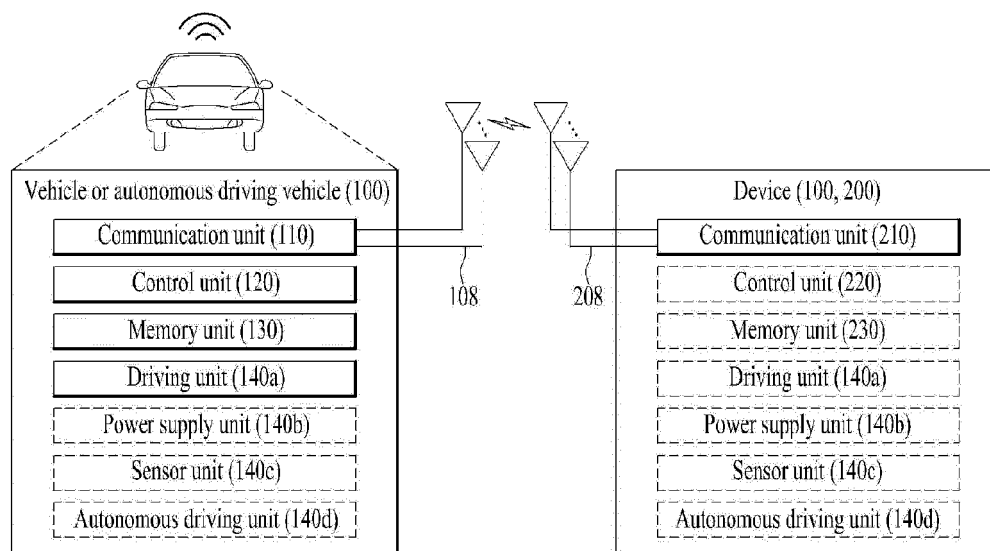 Vehicle or autonomous driving vehicle (100)
Communication unit (110)
Control unit (120)
Memory unit (130)
Driving unit (140a)
Power supply unit (140b)
Sensor unit (140c)
Autonomous driving unit (140d)
108
208
Device (100, 200)
Communication unit (210)
Control unit (220)
Memory unit (230)
Driving unit (140a)
Power supply unit (140b)
Sensor unit (140c)
Autonomous driving unit (140d)